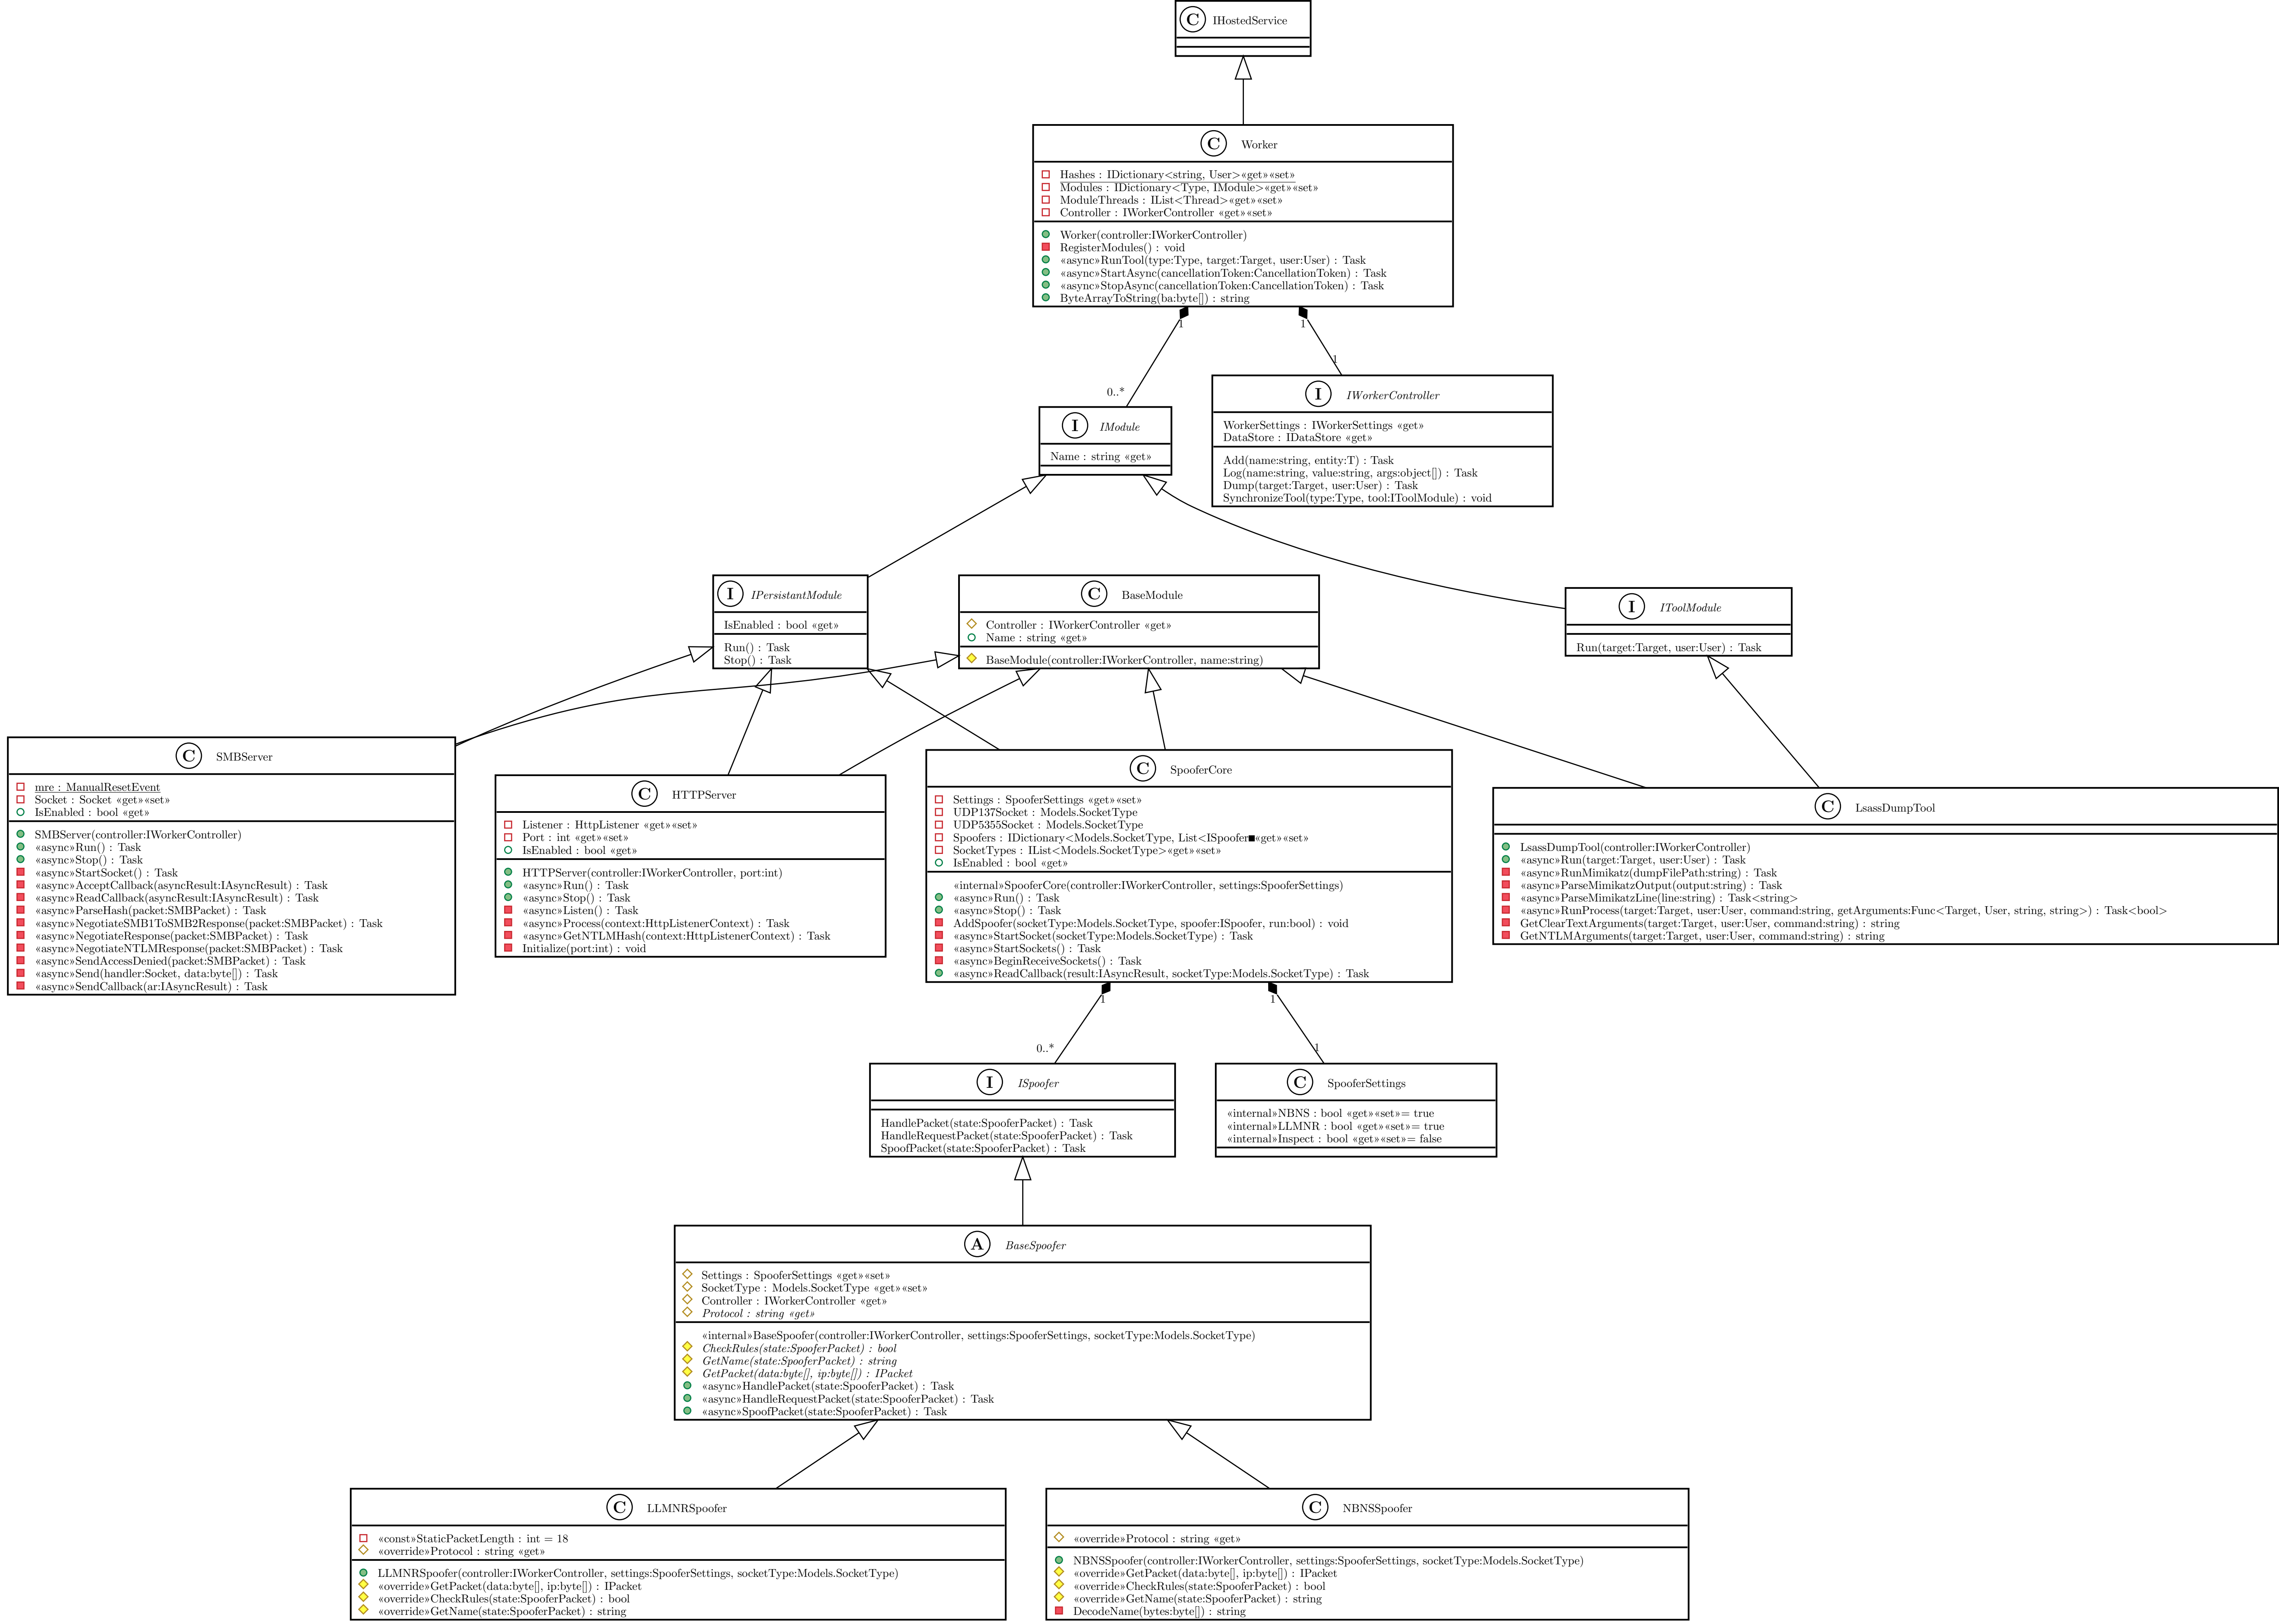 C IHostedService
C Worker
Hashes : IDictionary<string, User>«get»«set»
Modules : IDictionary<Type, IModule>«get»«set»
ModuleThreads : IList<Thread>«get»«set»
Controller : IWorkerController «get»«set»
Worker(controller:IWorkerController)
RegisterModules() : void
«async»RunTool(type:Type, target:Target, user:User) : Task
«async»StartAsync(cancellationToken:CancellationToken) : Task
«async»StopAsync(cancellationToken:CancellationToken) : Task
ByteArrayToString(ba:byte[]) : string
1
1
0..*
1
I IModule
Name : string «get»
I IWorkerController
WorkerSettings : IWorkerSettings «get»
DataStore : IDataStore «get»
Add(name:string, entity:T) : Task
Log(name:string, value:string, args:object[]) : Task
Dump(target:Target, user:User) : Task
SynchronizeTool(type:Type, tool:IToolModule) : void
I IPersistantModule
IsEnabled : bool «get»
Run() : Task
Stop() : Task
C BaseModule
Controller : IWorkerController «get»
Name : string «get»
BaseModule(controller:IWorkerController, name:string)
I IToolModule
Run(target:Target, user:User) : Task
C SMBServer
mre : ManualResetEvent
Socket : Socket «get»«set»
IsEnabled : bool «get»
SMBServer(controller:IWorkerController)
«async»Run() : Task
«async»Stop() : Task
«async»StartSocket() : Task
«async»AcceptCallback(asyncResult:IAsyncResult) : Task
«async»ReadCallback(asyncResult:IAsyncResult) : Task
«async»ParseHash(packet:SMBPacket) : Task
«async»NegotiateSMB1ToSMB2Response(packet:SMBPacket) : Task
«async»NegotiateResponse(packet:SMBPacket) : Task
«async»NegotiateNTLMResponse(packet:SMBPacket) : Task
«async»SendAccessDenied(packet:SMBPacket) : Task
«async»Send(handler:Socket, data:byte[]) : Task
«async»SendCallback(ar:IAsyncResult) : Task
C HTTPServer
Listener : HttpListener «get»«set»
Port : int «get»«set»
IsEnabled : bool «get»
HTTPServer(controller:IWorkerController, port:int)
«async»Run() : Task
«async»Stop() : Task
«async»Listen() : Task
«async»Process(context:HttpListenerContext) : Task
«async»GetNTLMHash(context:HttpListenerContext) : Task
Initialize(port:int) : void
C SpooferCore
Settings : SpooferSettings «get»«set»
UDP137Socket : Models.SocketType
UDP5355Socket : Models.SocketType
Spoofers : IDictionary<Models.SocketType, List<ISpoofer■«get»«set»
SocketTypes : IList<Models.SocketType>«get»«set»
IsEnabled : bool «get»
«internal»SpooferCore(controller:IWorkerController, settings:SpooferSettings)
«async»Run() : Task
«async»Stop() : Task
AddSpoofer(socketType:Models.SocketType, spoofer:ISpoofer, run:bool) : void
«async»StartSocket(socketType:Models.SocketType) : Task
«async»StartSockets() : Task
«async»BeginReceiveSockets() : Task
«async»ReadCallback(result:IAsyncResult, socketType:Models.SocketType) : Task
C LsassDumpTool
LsassDumpTool(controller:IWorkerController)
«async»Run(target:Target, user:User) : Task
«async»RunMimikatz(dumpFilePath:string) : Task
«async»ParseMimikatzOutput(output:string) : Task
«async»ParseMimikatzLine(line:string) : Task<string>
«async»RunProcess(target:Target, user:User, command:string, getArguments:Func<Target, User, string, string>) : Task<bool>
GetClearTextArguments(target:Target, user:User, command:string) : string
GetNTLMArguments(target:Target, user:User, command:string) : string
1
1
0..*
1
I ISpoofer
HandlePacket(state:SpooferPacket) : Task
HandleRequestPacket(state:SpooferPacket) : Task
SpoofPacket(state:SpooferPacket) : Task
C SpooferSettings
«internal»NBNS : bool «get»«set»= true
«internal»LLMNR : bool «get»«set»= true
«internal»Inspect : bool «get»«set»= false
A BaseSpoofer
Settings : SpooferSettings «get»«set»
SocketType : Models.SocketType «get»«set»
Controller : IWorkerController «get»
Protocol : string «get»
«internal»BaseSpoofer(controller:IWorkerController, settings:SpooferSettings, socketType:Models.SocketType)
CheckRules(state:SpooferPacket) : bool
GetName(state:SpooferPacket) : string
GetPacket(data:byte[], ip:byte[]) : IPacket
«async»HandlePacket(state:SpooferPacket) : Task
«async»HandleRequestPacket(state:SpooferPacket) : Task
«async»SpoofPacket(state:SpooferPacket) : Task
C LLMNRSpoofer
«const»StaticPacketLength : int = 18
«override»Protocol : string «get»
LLMNRSpoofer(controller:IWorkerController, settings:SpooferSettings, socketType:Models.SocketType)
«override»GetPacket(data:byte[], ip:byte[]) : IPacket
«override»CheckRules(state:SpooferPacket) : bool
«override»GetName(state:SpooferPacket) : string
C NBNSSpoofer
«override»Protocol : string «get»
NBNSSpoofer(controller:IWorkerController, settings:SpooferSettings, socketType:Models.SocketType)
«override»GetPacket(data:byte[], ip:byte[]) : IPacket
«override»CheckRules(state:SpooferPacket) : bool
«override»GetName(state:SpooferPacket) : string
DecodeName(bytes:byte[]) : string